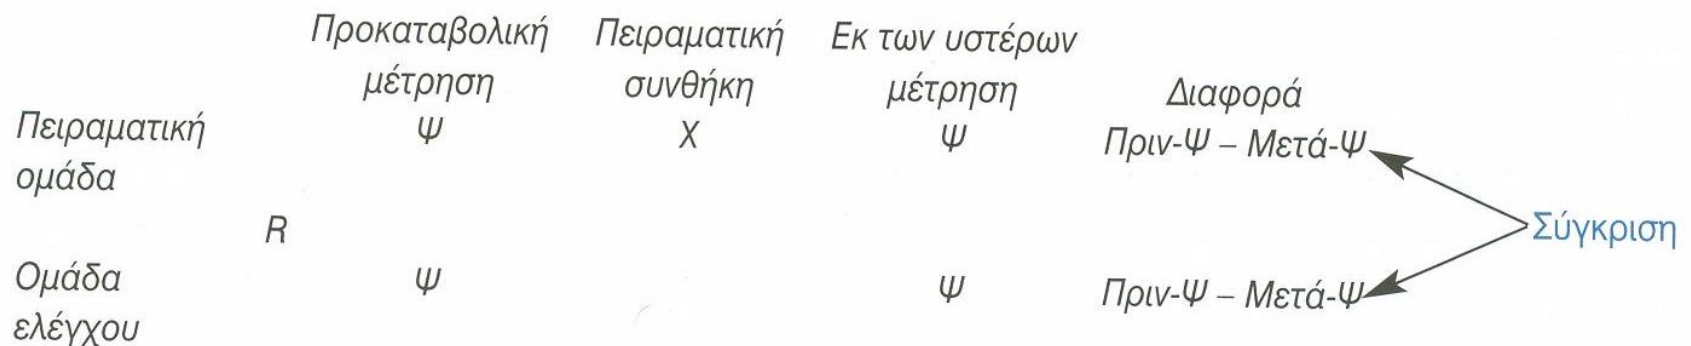 Προκαταβολική Πειραματική Εκ των υστέρων
μέτρηση συνθήκη μέτρηση Διαφορά
Πειραματική Ψ Χ Ψ Πριν-Ψ – Μετά-Ψ
ομάδα
R Σύγκριση
Ομάδα Ψ Ψ Πριν-Ψ – Μετά-Ψ
ελέγχου